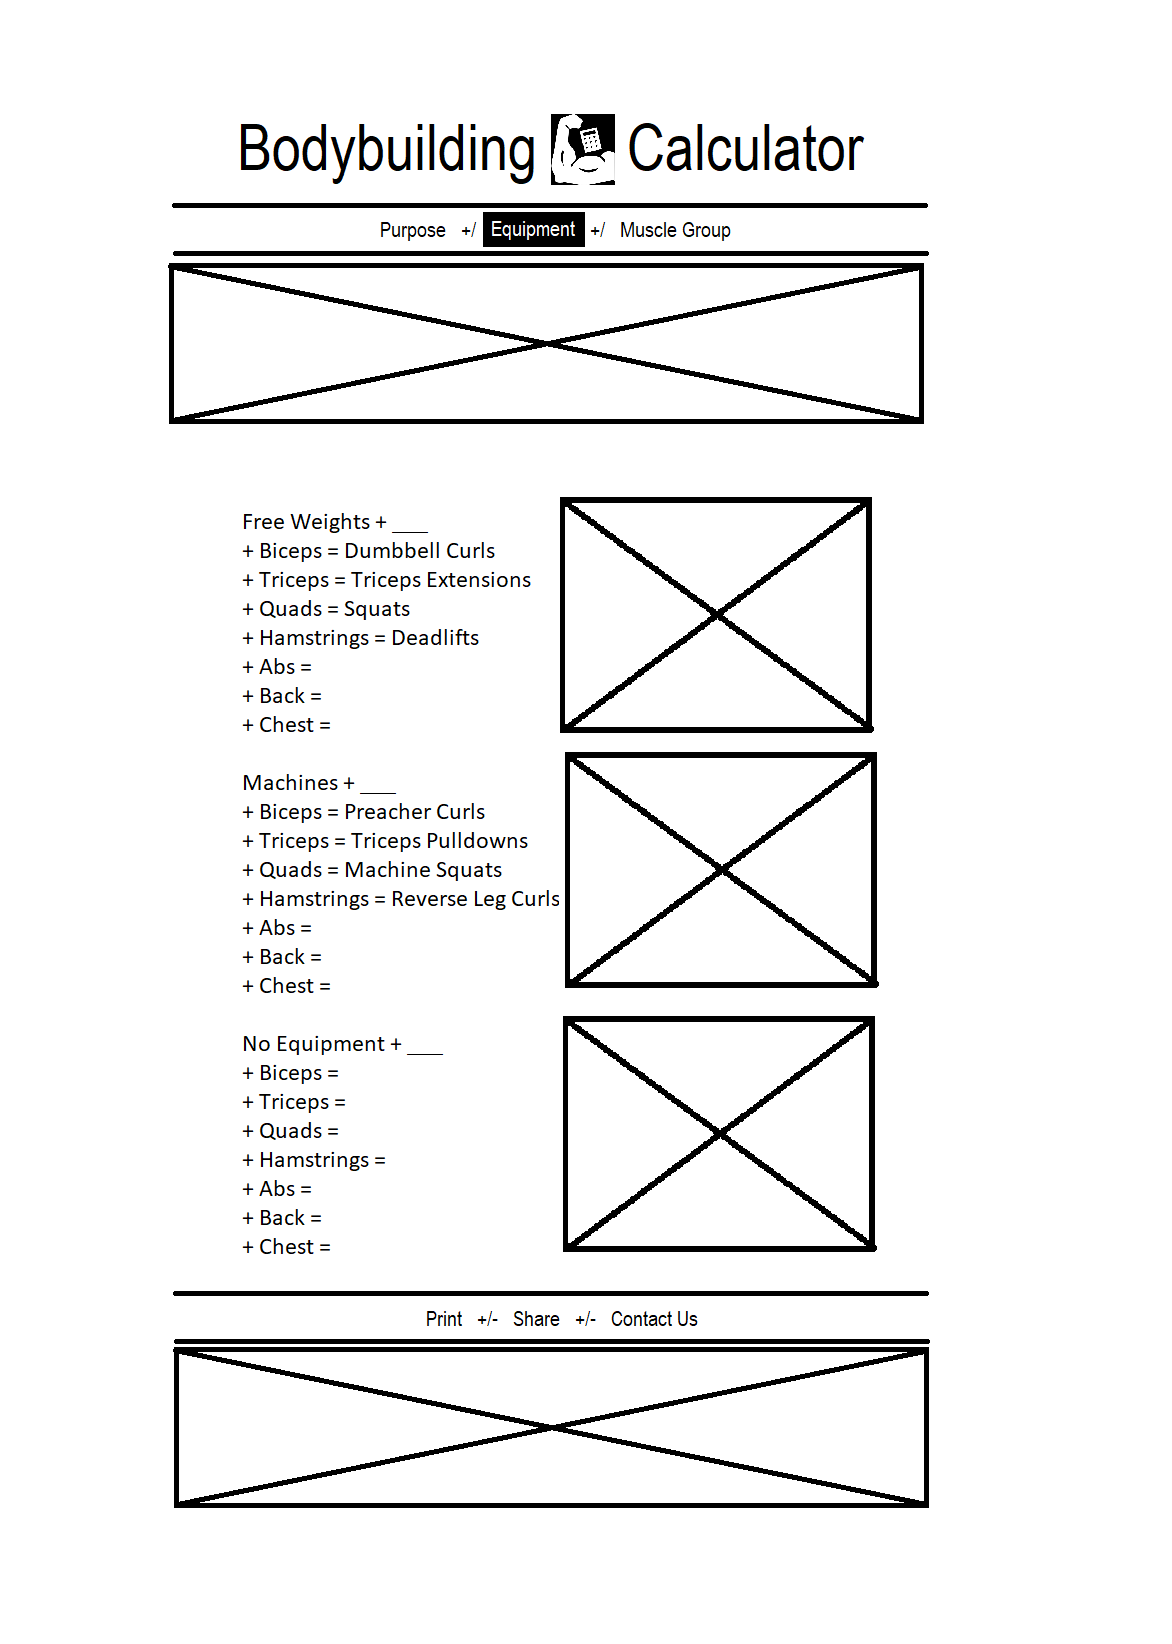 Bodybuilding Calculator
Purpose +/ Equipment +/ Muscle Group
Free Weights + ___
+ Biceps = Dumbbell Curls
+ Triceps = Triceps Extensions
+ Quads = Squats
+ Hamstrings = Deadlifts
+ Abs =
+ Back =
+ Chest =
Machines + ___
+ Biceps = Preacher Curls
+ Triceps = Triceps Pulldowns
+ Quads = Machine Squats
+ Hamstrings = Reverse Leg Curls
+ Abs =
+ Back =
+ Chest =
No Equipment + ___
+ Biceps =
+ Triceps =
+ Quads =
+ Hamstrings =
+ Abs =
+ Back =
+ Chest =
Print +/- Share +/- Contact Us